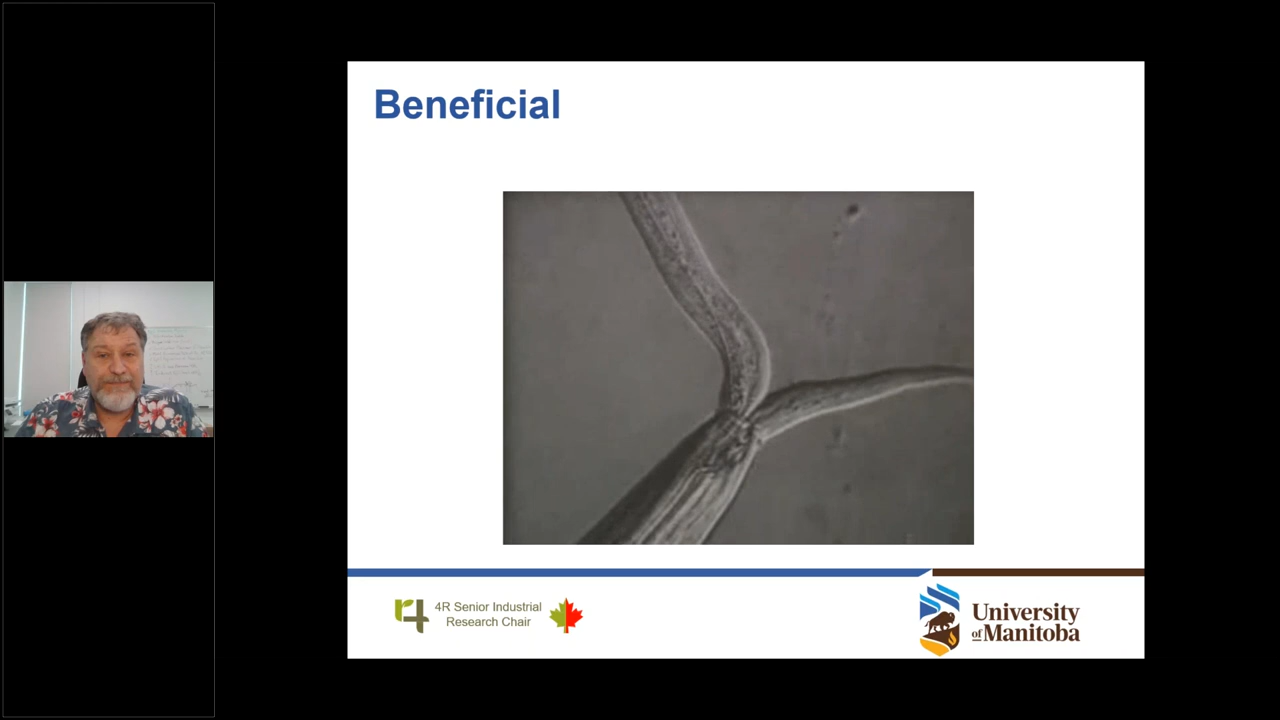 Beneficial
4R Senior Industrial
Research Chair
University
of Manitoba